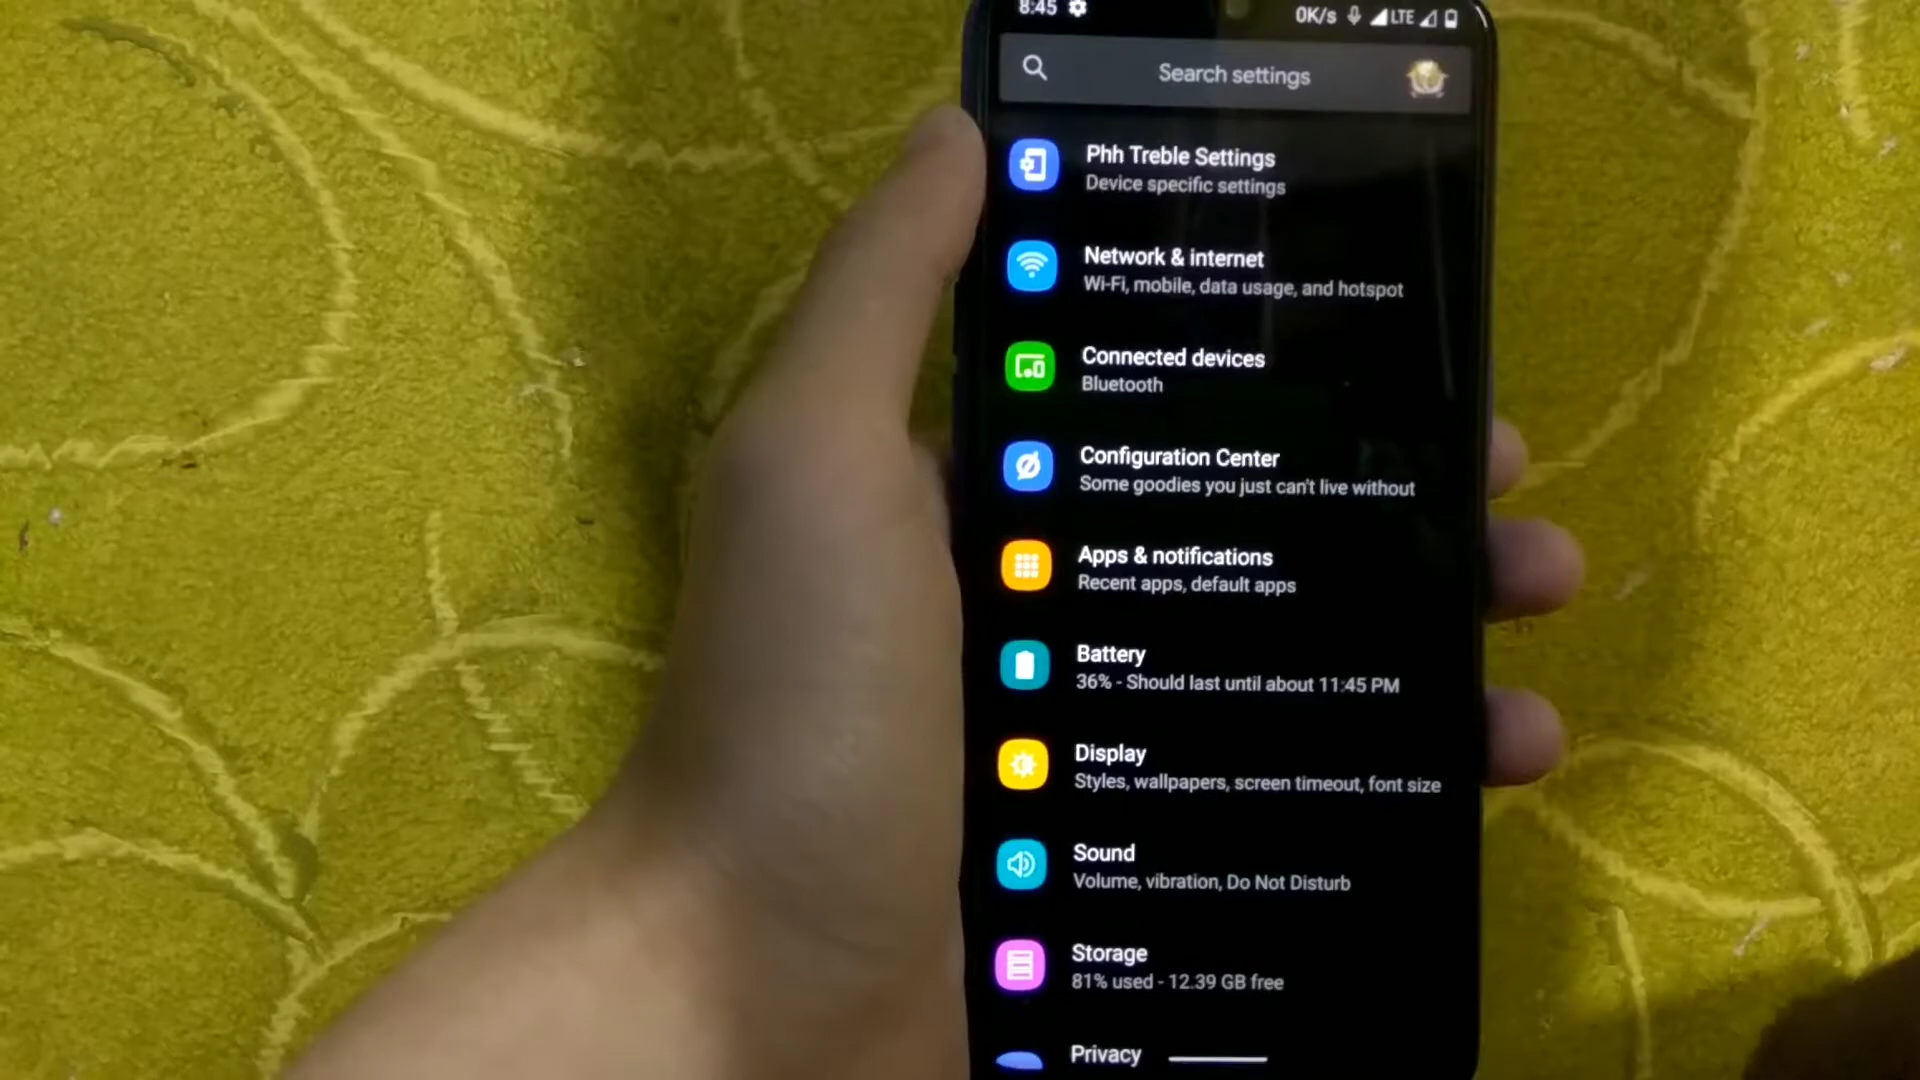 8:45
0K/s LTE
Search settings
Phh Treble Settings
Device specific settings
Network & internet
Wi-Fi, mobile, data usage, and hotspot
Connected devices
Bluetooth
Configuration Center
Some goodies you just can't live without
Apps & notifications
Recent apps, default apps
Battery
36% - Should last until about 11:45 PM
Display
Styles, wallpapers, screen timeout, font size
Sound
Volume, vibration, Do Not Disturb
Storage
81% used - 12.39 GB free
Privacy